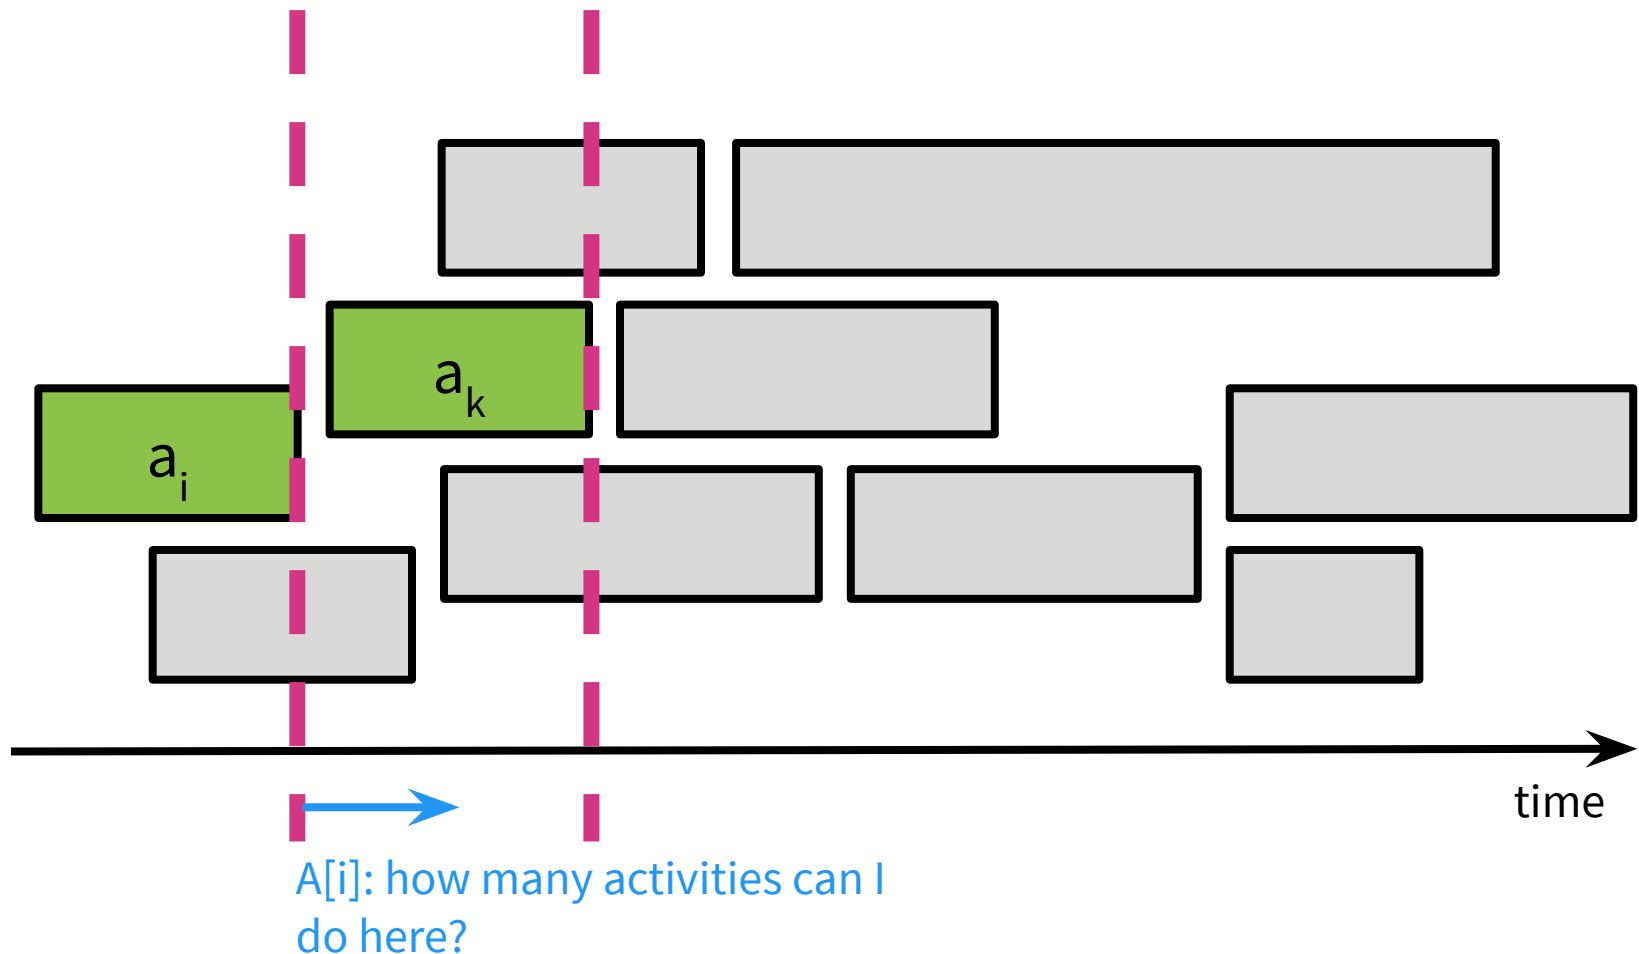 a_k
a_i
time
A[i]: how many activities can I
do here?